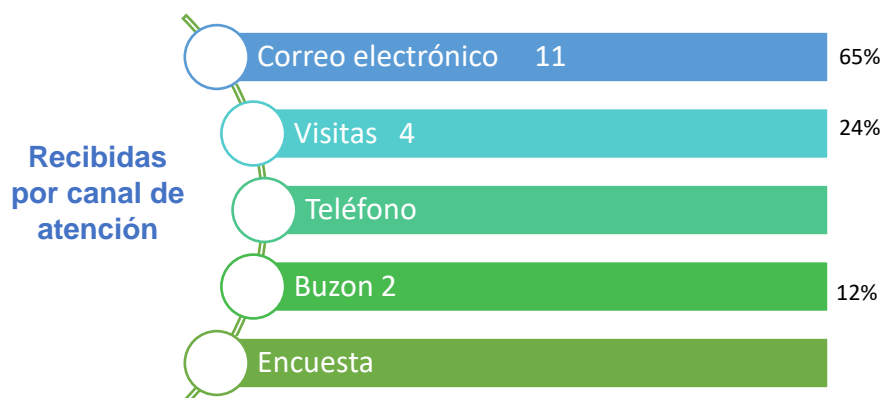 Recibidas
por canal de
atención
Correo electrónico 11 65%
Visitas 4 24%
Teléfono
Buzon 2 12%
Encuesta